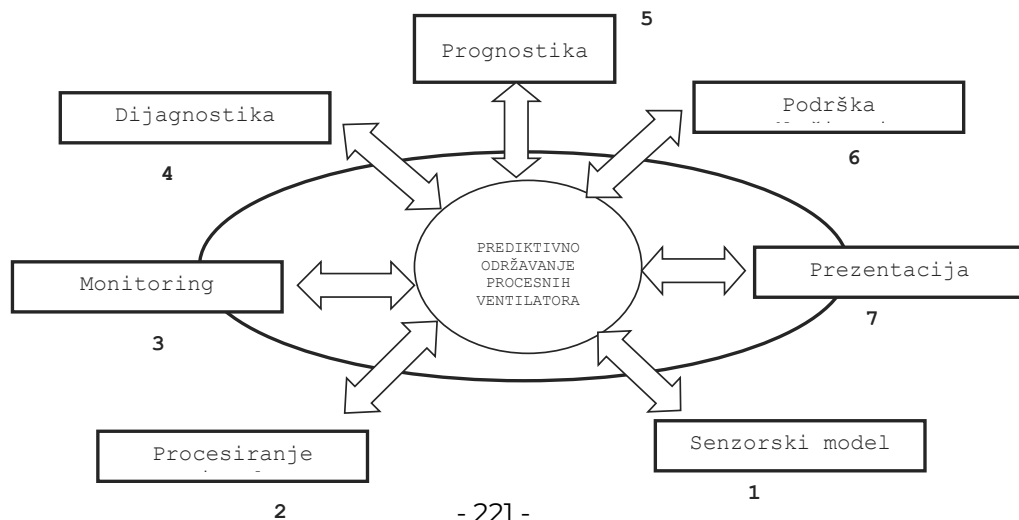 5
Prognostika
Dijagnostika
Podrška
4
6
PREDIKTIVNO
ODRŽAVANJE
PROCESNIH
VENTILATORA
Monitoring
Prezentacija
3
7
Procesiranje
Senzorski model
2
1
- 221 -